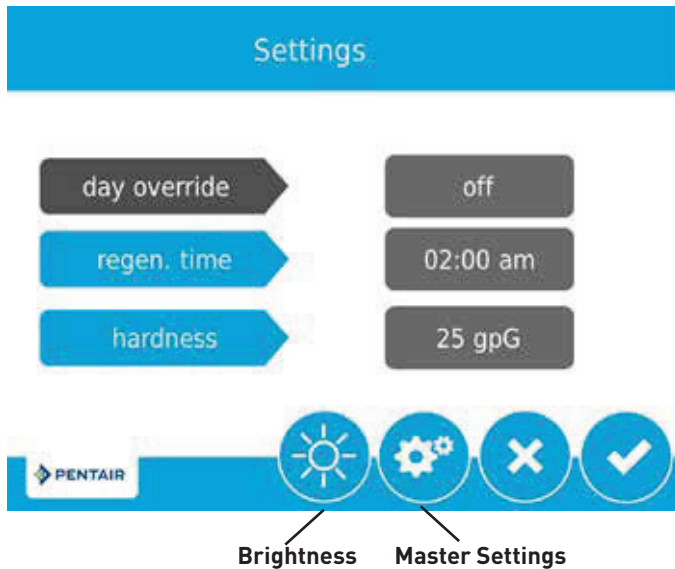 Settings
day override off
regen. time 02:00 am
hardness 25 gpG
PENTAIR
Brightness Master Settings